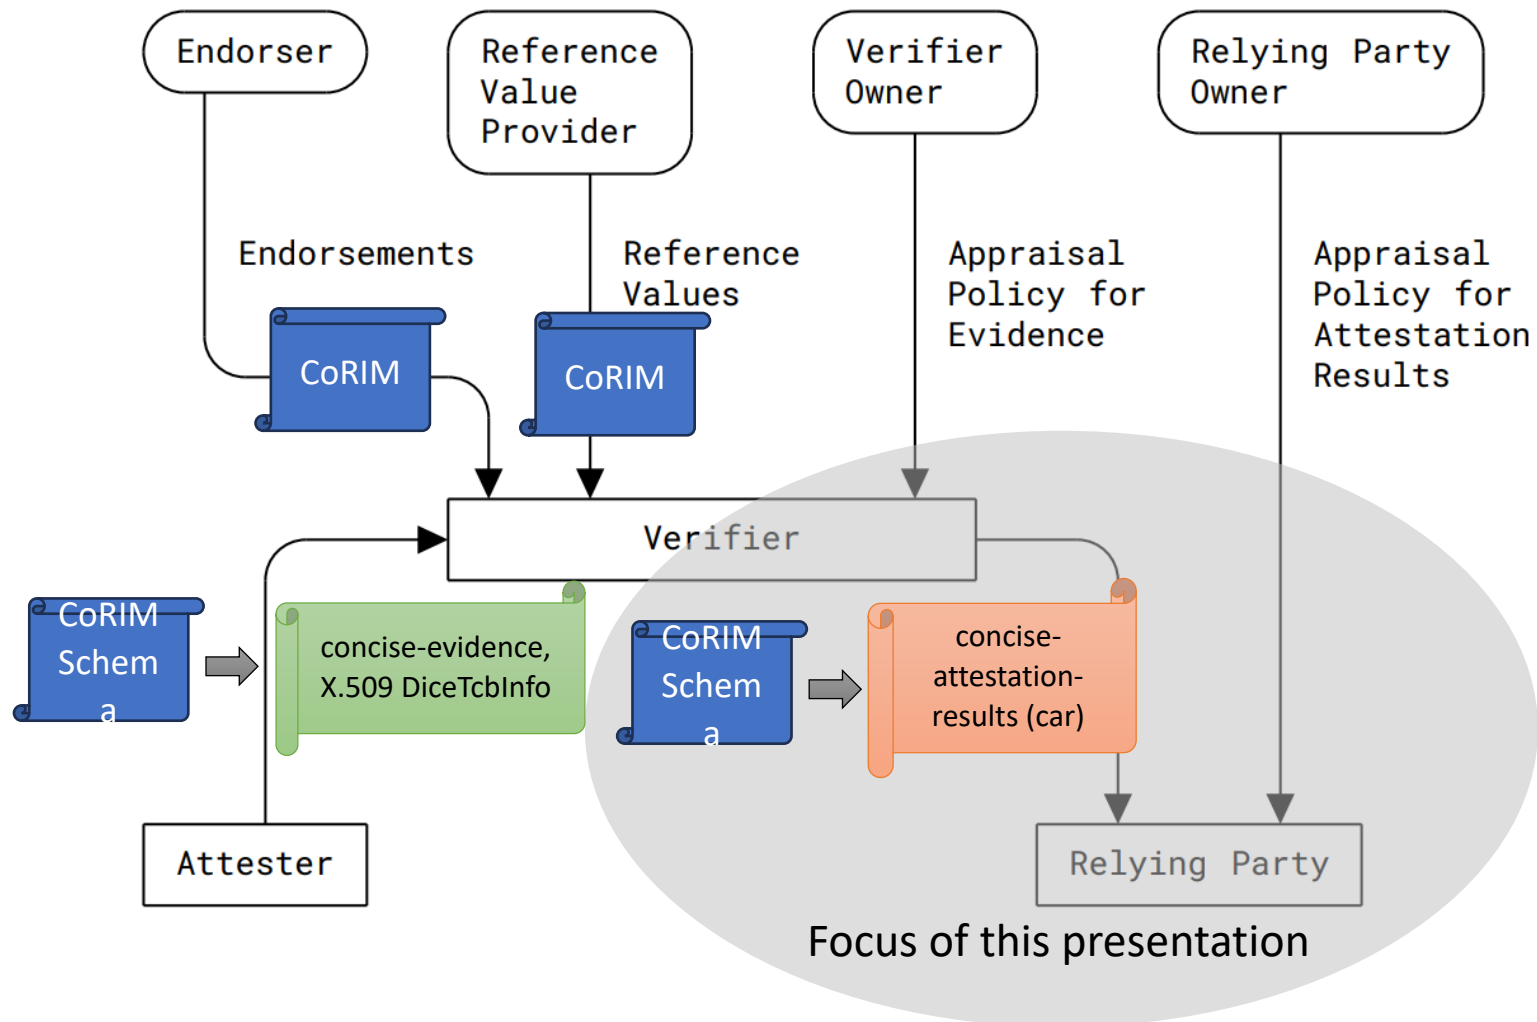 Endorser
Reference
Value
Provider
Verifier
Owner
Relying Party
Owner
Endorsements
Reference
Values
Appraisal
Policy for
Evidence
Appraisal
Policy for
Attestation
Results
CoRIM
CoRIM
Verifier
CoRIM
Schem
a
concise-evidence,
X.509 DiceTcbInfo
CoRIM
Schem
a
concise-
attestation-
results (car)
Attester
Relying Party
Focus of this presentation